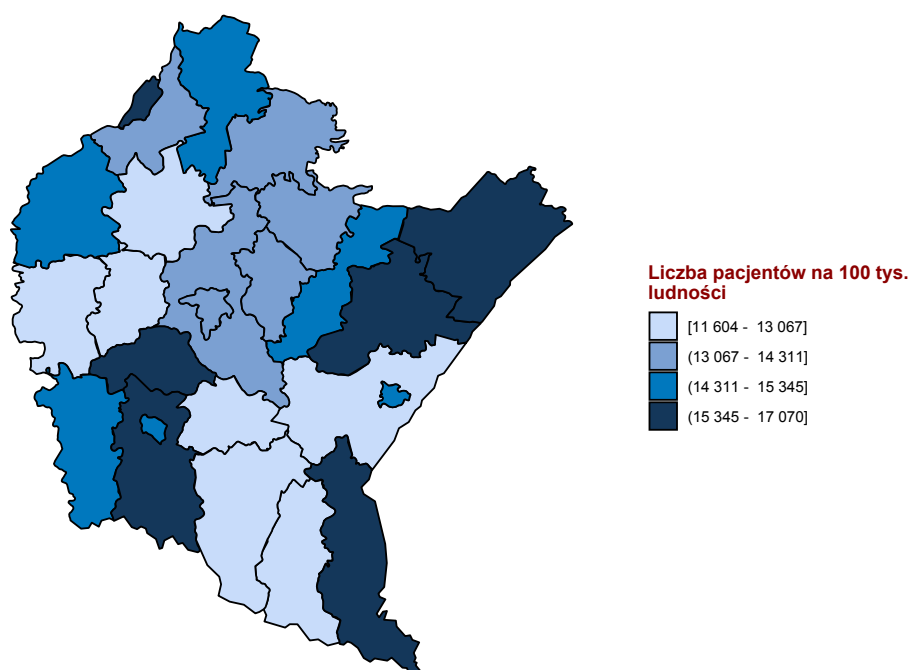 Liczba pacjentów na 100 tys.
ludności
[11 604 - 13 067]
(13 067 - 14 311]
(14 311 - 15 345]
(15 345 - 17 070]